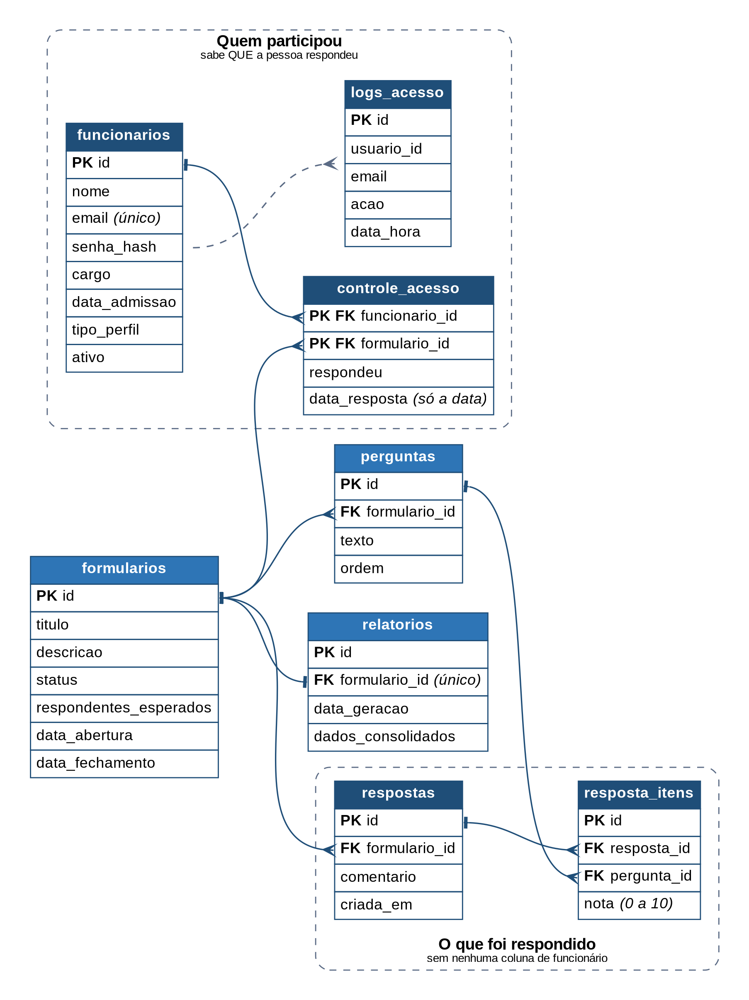 Quem participou
sabe QUE a pessoa respondeu
logs_acesso
PK id
usuario_id
email
acao
data_hora
funcionarios
PK id
nome
email (único)
senha_hash
cargo
data_admissao
tipo_perfil
ativo
controle_acesso
PK FK funcionario_id
PK FK formulario_id
respondeu
data_resposta (só a data)
perguntas
PK id
FK formulario_id
texto
ordem
formularios
PK id
titulo
descricao
status
respondentes_esperados
data_abertura
data_fechamento
relatorios
PK id
FK formulario_id (único)
data_geracao
dados_consolidados
respostas
PK id
FK formulario_id
comentario
criada_em
resposta_itens
PK id
FK resposta_id
FK pergunta_id
nota (0 a 10)
O que foi respondido
sem nenhuma coluna de funcionário